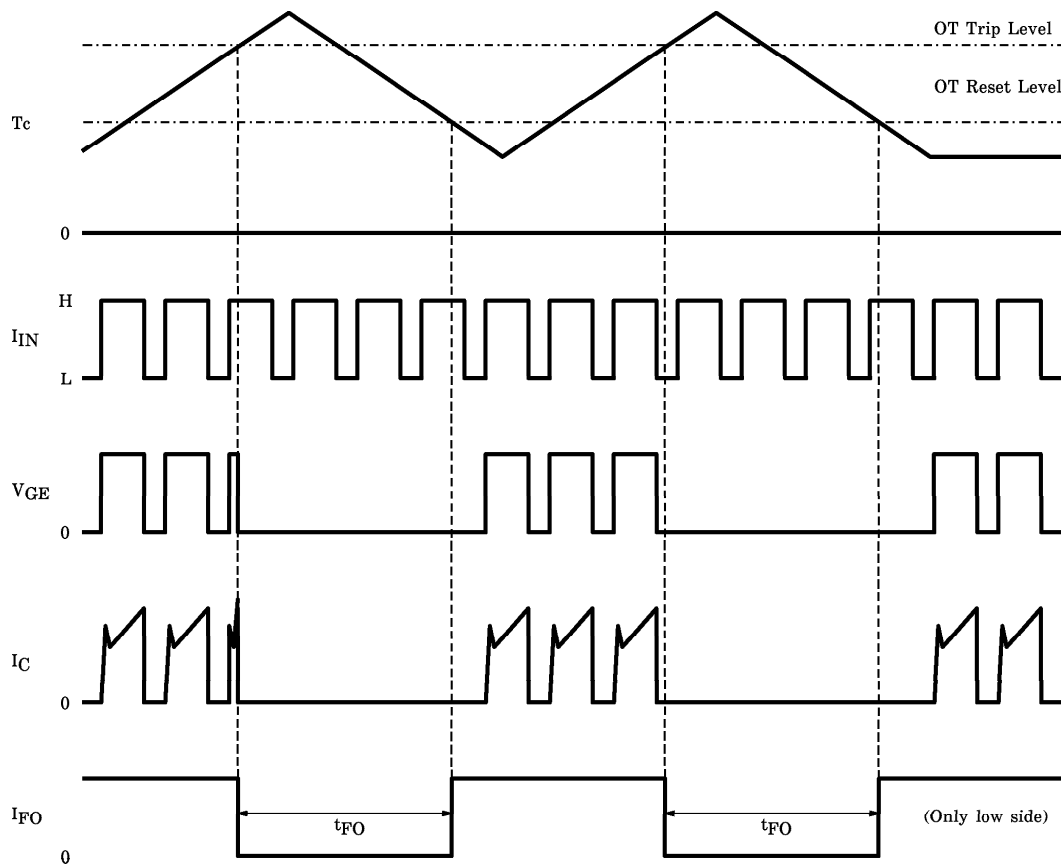 OT Trip Level
OT Reset Level
Tc
0
H
IIN
L
VGE
0
IC
0
IFO
tFO
tFO
(Only low side)
0